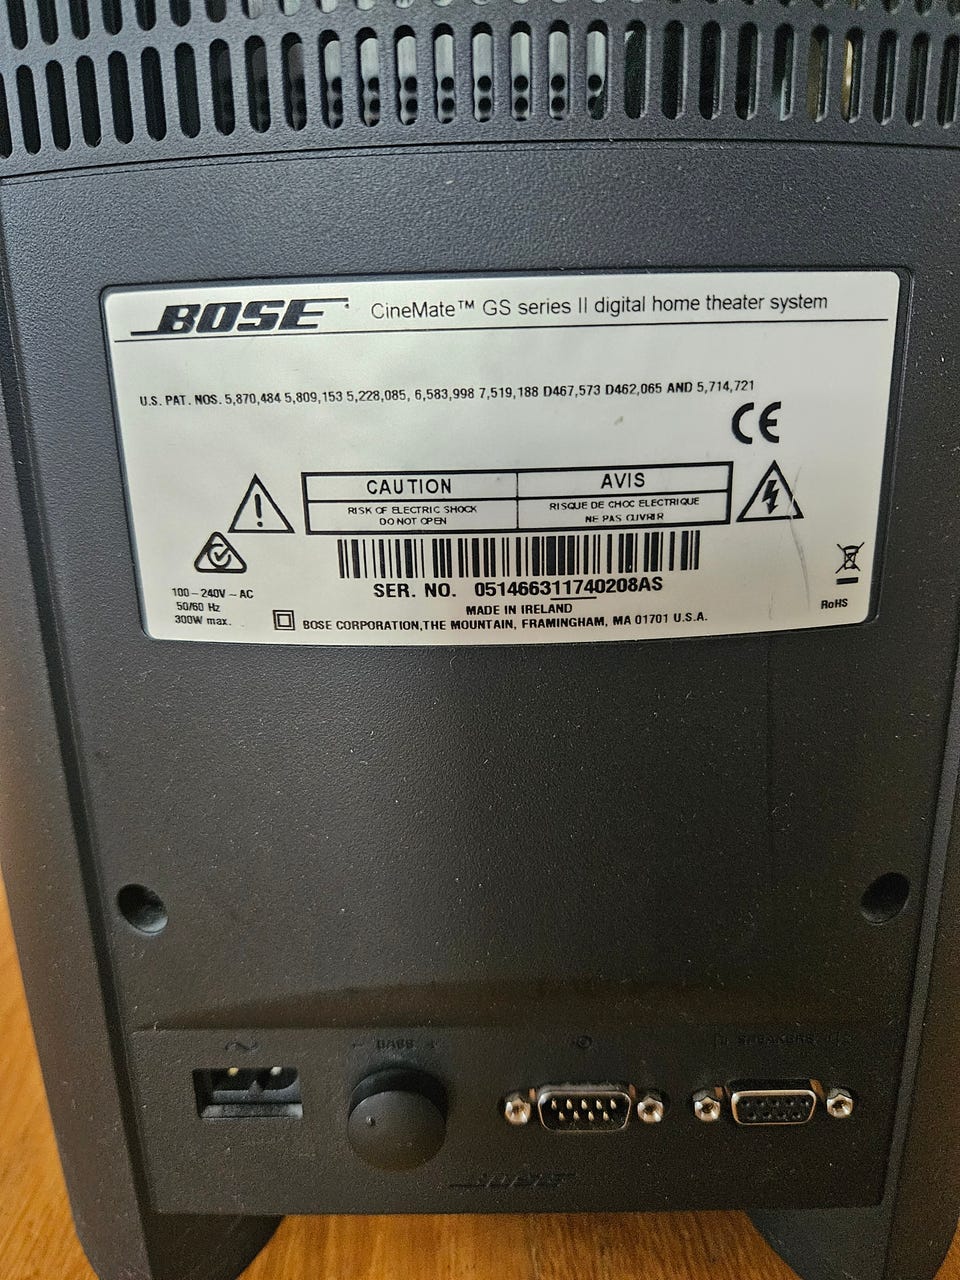 BOSE CineMate™ GS series II digital home theater system
U.S. PAT. NOS. 5,870,484 5,809,153 5,228,085, 6,583,998 7,519,188 D467,573 D462,065 AND 5,714,721
CE
CAUTION
RISK OF ELECTRIC SHOCK
DO NOT OPEN
AVIS
RISQUE DE CHOC ELECTRIQUE
NE PAS OUVRIR
SER. NO. 051466311740208AS
100-240V ~ AC
50/60 Hz
300W max.
MADE IN IRELAND
BOSE CORPORATION,THE MOUNTAIN, FRAMINGHAM, MA 01701 U.S.A.
RoHS
- BASS +
SPEAKERS
BOSE